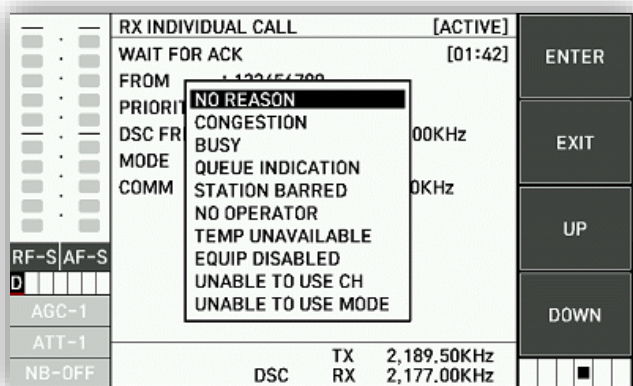 RX INDIVIDUAL CALL [ACTIVE]
WAIT FOR ACK [01:42]
FROM : 123456789
PRIORIT
DSC FR 00KHz
MODE
COMM 0KHz
NO REASON
CONGESTION
BUSY
QUEUE INDICATION
STATION BARRED
NO OPERATOR
TEMP UNAVAILABLE
EQUIP DISABLED
UNABLE TO USE CH
UNABLE TO USE MODE
RF-S AF-S
D
AGC-1
ATT-1
NB-OFF
TX 2,189.50KHz
DSC RX 2,177.00KHz
ENTER
EXIT
UP
DOWN